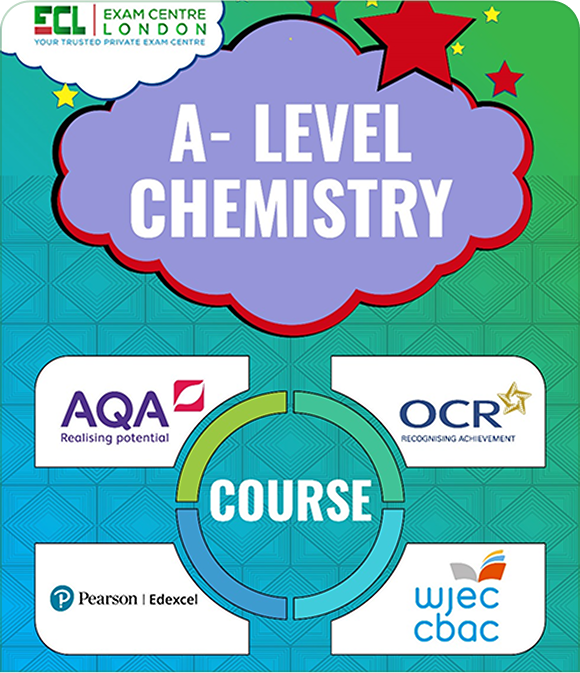 ECL | EXAM CENTRE
LONDON
YOUR TRUSTED PRIVATE EXAM CENTRE
A- LEVEL
CHEMISTRY
AQA
Realising potential
OCR
RECOGNISING ACHIEVEMENT
COURSE
Pearson | Edexcel
wjec
cbac